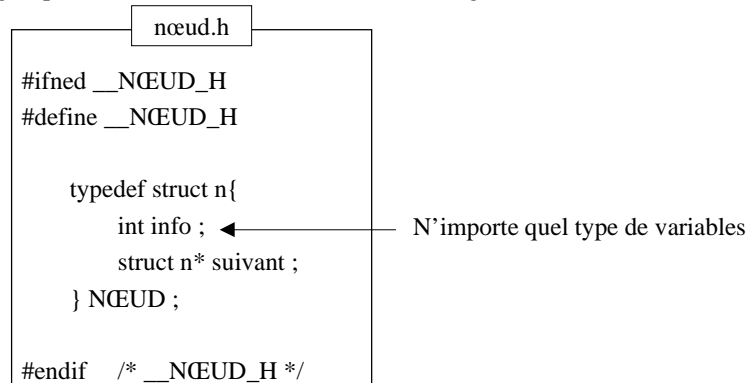 nœud.h
#ifned __NŒUD_H
#define __NŒUD_H
typedef struct n{
int info ;
N'importe quel type de variables
struct n* suivant ;
} NŒUD ;
#endif /* __NŒUD_H */